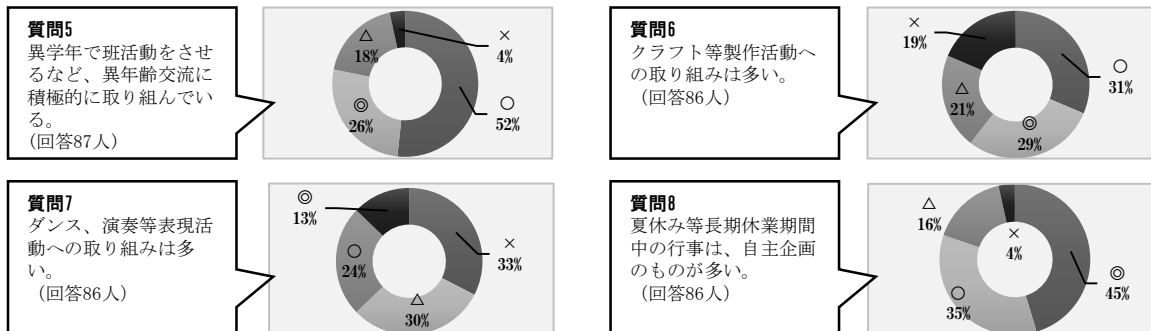 質問5
異学年で班活動をさせ
るなど、異年齢交流に
積極的に取り組んでい
る。
(回答87人)
△
18%
×
4%
◎
26%
○
52%
質問6
クラフト等製作活動へ
の取り組みは多い。
(回答86人)
×
19%
○
31%
△
21%
◎
29%
質問7
ダンス、演奏等表現活
動への取り組みは多
い。
(回答86人)
◎
13%
○
24%
×
33%
△
30%
質問8
夏休み等長期休業期間
中の行事は、自主企画
のものが多い。
(回答86人)
△
16%
×
4%
◎
45%
○
35%